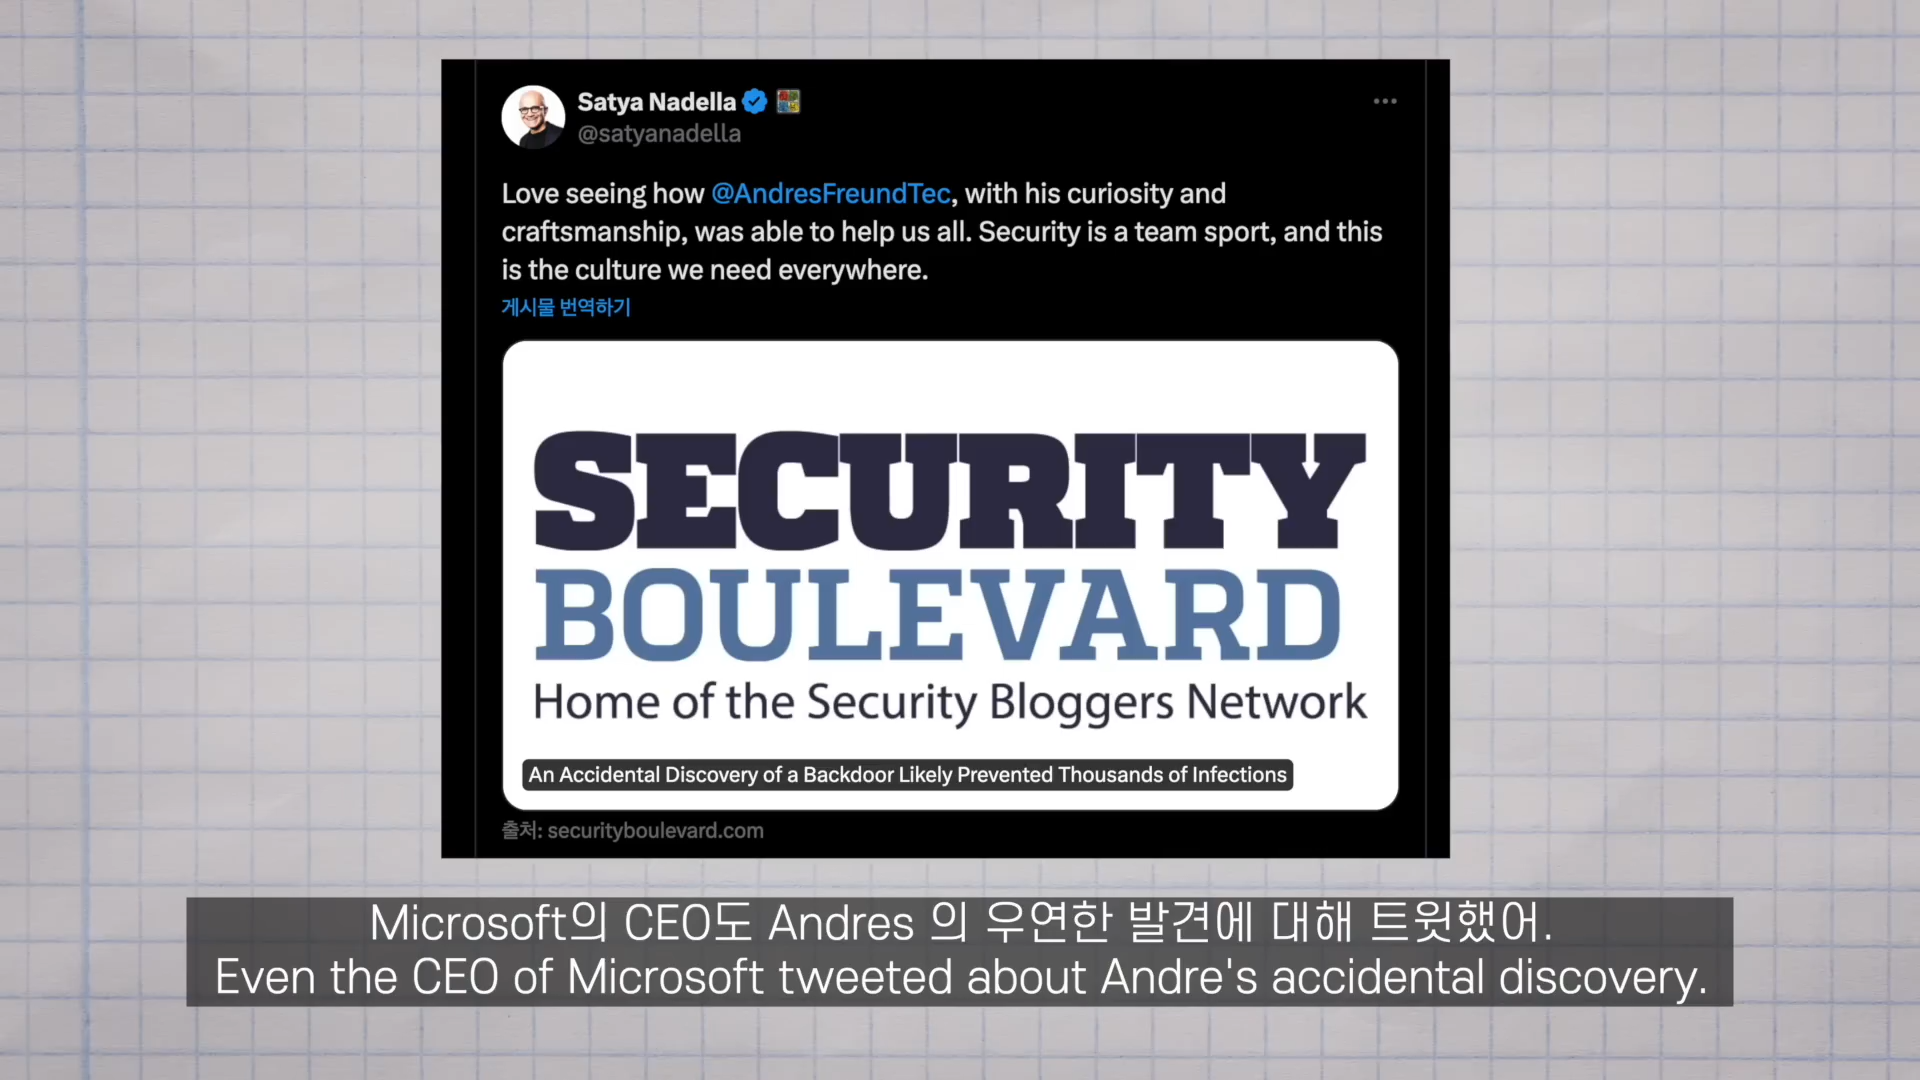 Satya Nadella
@satyanadella
Love seeing how @AndresFreundTec, with his curiosity and
craftsmanship, was able to help us all. Security is a team sport, and this
is the culture we need everywhere.
게시물 번역하기
SECURITY
BOULEVARD
Home of the Security Bloggers Network
An Accidental Discovery of a Backdoor Likely Prevented Thousands of Infections
출처: securityboulevard.com
Microsoft의 CEO도 Andres 의 우연한 발견에 대해 트윗했어.
Even the CEO of Microsoft tweeted about Andre's accidental discovery.